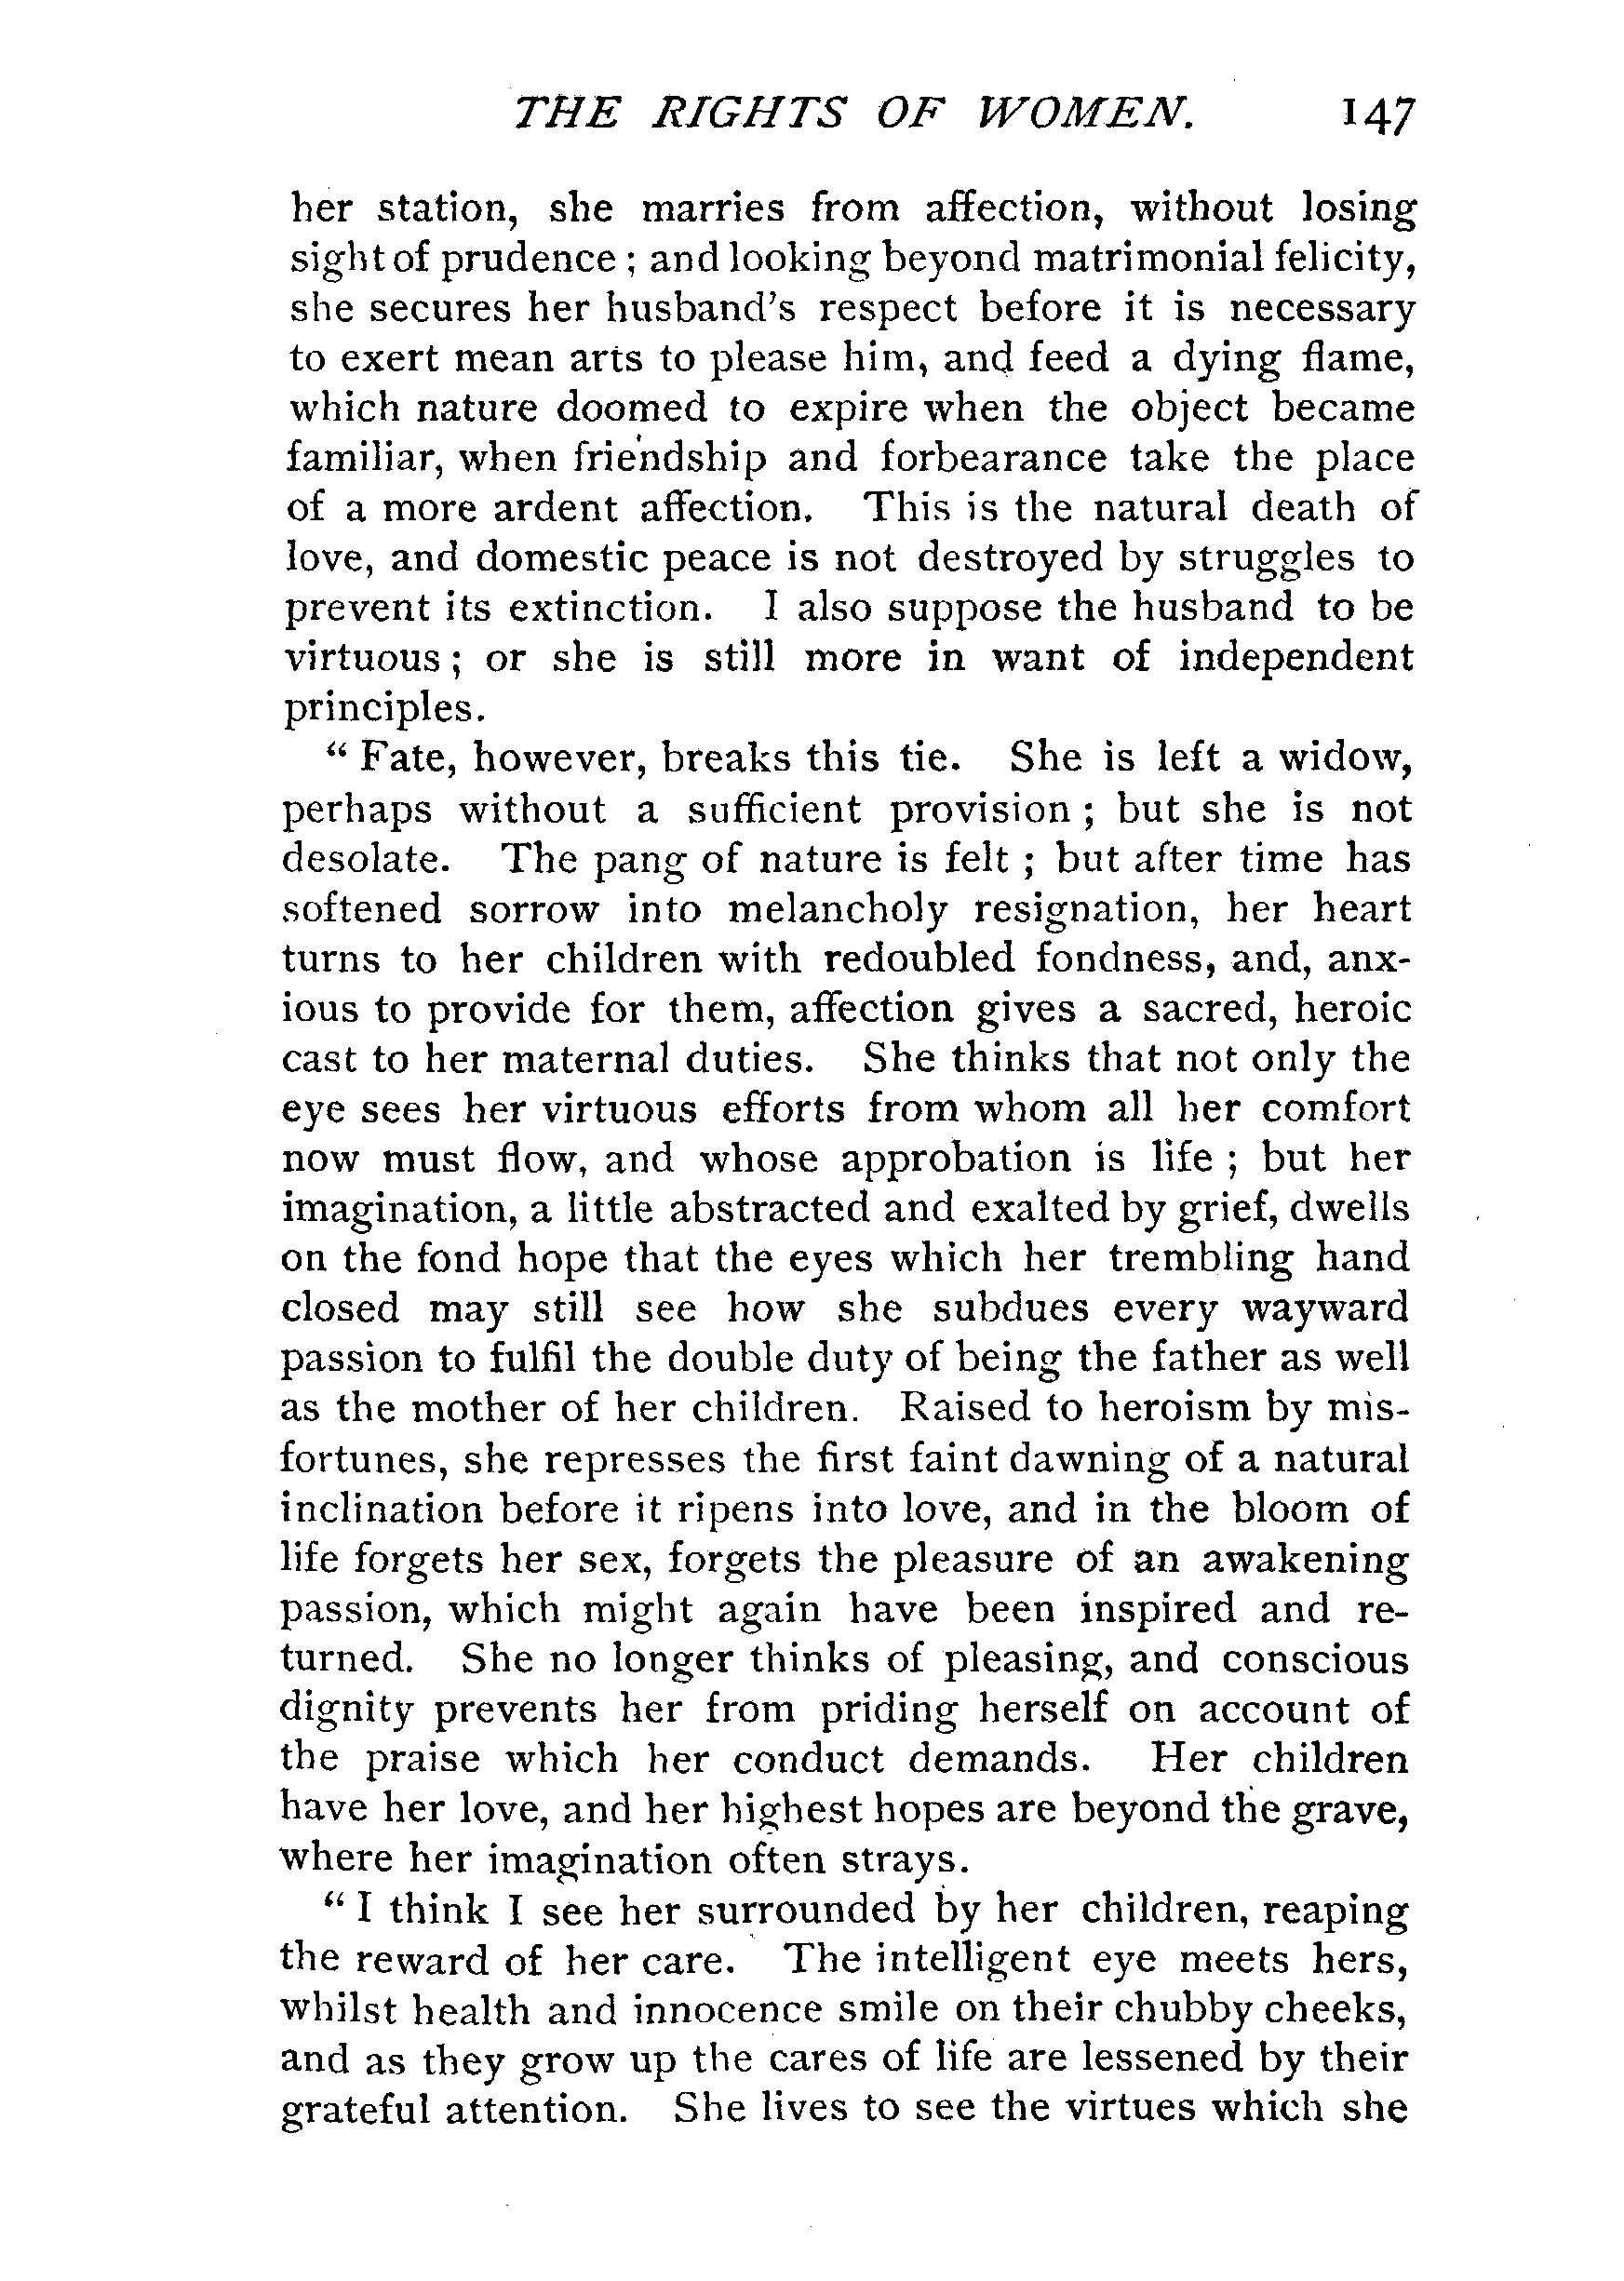 THE RIGHTS OF WOMEN. 147
her station, she marries from affection, without losing
sight of prudence ; and looking beyond matrimonial felicity,
she secures her husband's respect before it is necessary
to exert mean arts to please him, and feed a dying flame,
which nature doomed to expire when the object became
familiar, when friendship and forbearance take the place
of a more ardent affection. This is the natural death of
love, and domestic peace is not destroyed by struggles to
prevent its extinction. I also suppose the husband to be
virtuous ; or she is still more in want of independent
principles.
" Fate, however, breaks this tie. She is left a widow,
perhaps without a sufficient provision ; but she is not
desolate. The pang of nature is felt ; but after time has
softened sorrow into melancholy resignation, her heart
turns to her children with redoubled fondness, and, anx-
ious to provide for them, affection gives a sacred, heroic
cast to her maternal duties. She thinks that not only the
eye sees her virtuous efforts from whom all her comfort
now must flow, and whose approbation is life ; but her
imagination, a little abstracted and exalted by grief, dwells
on the fond hope that the eyes which her trembling hand
closed may still see how she subdues every wayward
passion to fulfil the double duty of being the father as well
as the mother of her children. Raised to heroism by mis-
fortunes, she represses the first faint dawning of a natural
inclination before it ripens into love, and in the bloom of
life forgets her sex, forgets the pleasure of an awakening
passion, which might again have been inspired and re-
turned. She no longer thinks of pleasing, and conscious
dignity prevents her from priding herself on account of
the praise which her conduct demands. Her children
have her love, and her highest hopes are beyond the grave,
where her imagination often strays.
" I think I see her surrounded by her children, reaping
the reward of her care. The intelligent eye meets hers,
whilst health and innocence smile on their chubby cheeks,
and as they grow up the cares of life are lessened by their
grateful attention. She lives to see the virtues which she